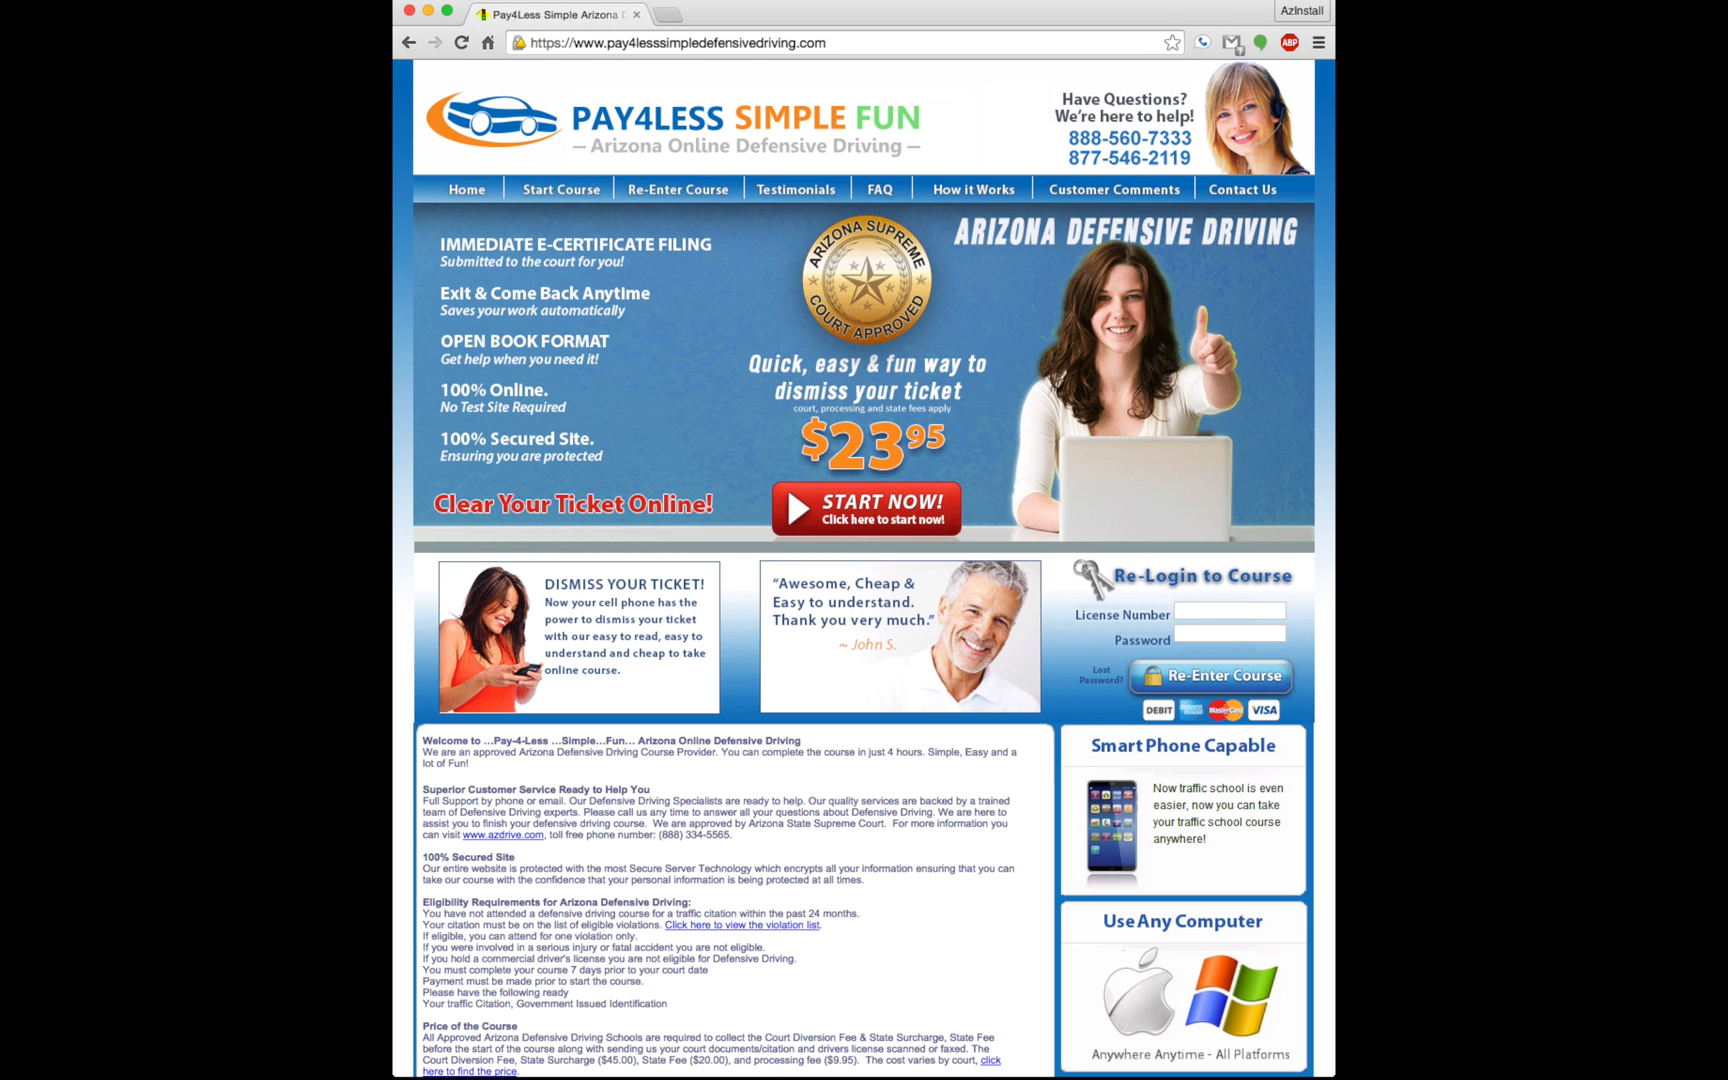 Pay4Less Simple Arizona D
AzInstall
https://www.pay4lesssimpledefensivedriving.com
ABP
PAY4LESS SIMPLE FUN
— Arizona Online Defensive Driving —
Have Questions?
We're here to help!
888-560-7333
877-546-2119
Home
Start Course
Re-Enter Course
Testimonials
FAQ
How it Works
Customer Comments
Contact Us
IMMEDIATE E-CERTIFICATE FILING
Submitted to the court for you!
Exit & Come Back Anytime
Saves your work automatically
OPEN BOOK FORMAT
Get help when you need it!
100% Online.
No Test Site Required
100% Secured Site.
Ensuring you are protected
Clear Your Ticket Online!
ARIZONA SUPREME
COURT APPROVED
Quick, easy & fun way to
dismiss your ticket
court, processing and state fees apply
$23.95
START NOW!
Click here to start now!
ARIZONA DEFENSIVE DRIVING
DISMISS YOUR TICKET!
Now your cell phone has the
power to dismiss your ticket
with our easy to read, easy to
understand and cheap to take
online course.
"Awesome, Cheap &
Easy to understand.
Thank you very much."
~ John S.
Re-Login to Course
License Number
Password
Lost
Password?
Re-Enter Course
DEBIT
MasterCard
VISA
Welcome to ...Pay-4-Less ...Simple...Fun... Arizona Online Defensive Driving
We are an approved Arizona Defensive Driving Course Provider. You can complete the course in just 4 hours. Simple, Easy and a
lot of Fun!
Superior Customer Service Ready to Help You
Full Support by phone or email. Our Defensive Driving Specialists are ready to help. Our quality services are backed by a trained
team of Defensive Driving experts. Please call us any time to answer all your questions about Defensive Driving. We are here to
assist you to finish your defensive driving course. We are approved by Arizona State Supreme Court. For more information you
can visit www.azdrive.com, toll free phone number: (888) 334-5565.
100% Secured Site
Our entire website is protected with the most Secure Server Technology which encrypts all your information ensuring that you can
take our course with the confidence that your personal information is being protected at all times.
Eligibility Requirements for Arizona Defensive Driving:
You have not attended a defensive driving course for a traffic citation within the past 24 months.
Your citation must be on the list of eligible violations. Click here to view the violation list.
If eligible, you can attend for one violation only.
If you were involved in a serious injury or fatal accident you are not eligible.
If you hold a commercial driver's license you are not eligible for Defensive Driving.
You must complete your course 7 days prior to your court date
Payment must be made prior to start the course.
Please have the following ready
Your traffic Citation, Government Issued Identification
Price of the Course
All Approved Arizona Defensive Driving Schools are required to collect the Court Diversion Fee & State Surcharge, State Fee
before the start of the course along with sending us your court documents/citation and drivers license scanned or faxed. The
Court Diversion Fee, State Surcharge ($45.00), State Fee ($20.00), and processing fee ($9.95). The cost varies by court, click
here to find the price.
Smart Phone Capable
Now traffic school is even
easier, now you can take
your traffic school course
anywhere!
Use Any Computer
Anywhere Anytime - All Platforms